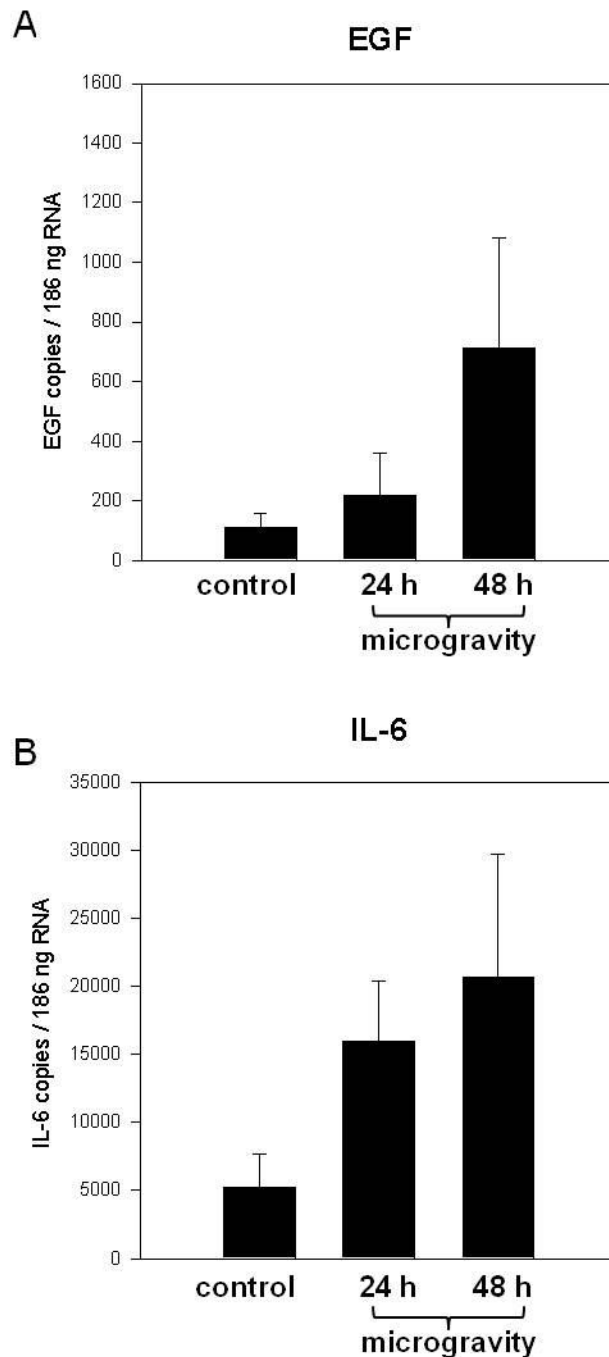 A
EGF
1600
1400
1200
1000
800
600
400
200
0
EGF copies / 186 ng RNA
control 24 h 48 h
microgravity
B
IL-6
35000
30000
25000
20000
15000
10000
5000
0
IL-6 copies / 186 ng RNA
control 24 h 48 h
microgravity